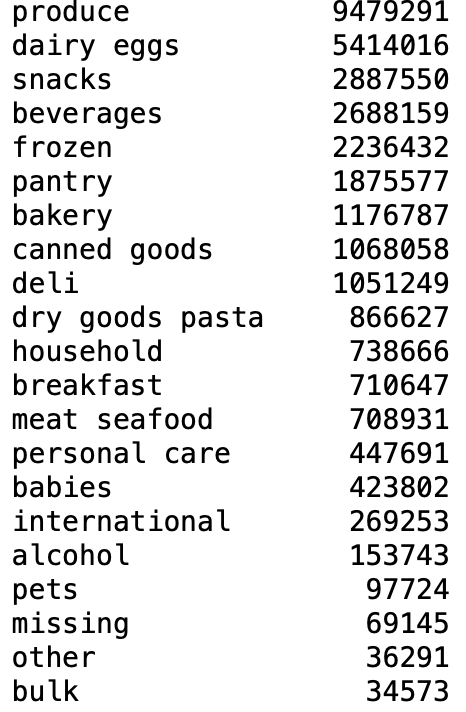 produce 9479291
dairy eggs 5414016
snacks 2887550
beverages 2688159
frozen 2236432
pantry 1875577
bakery 1176787
canned goods 1068058
deli 1051249
dry goods pasta 866627
household 738666
breakfast 710647
meat seafood 708931
personal care 447691
babies 423802
international 269253
alcohol 153743
pets 97724
missing 69145
other 36291
bulk 34573